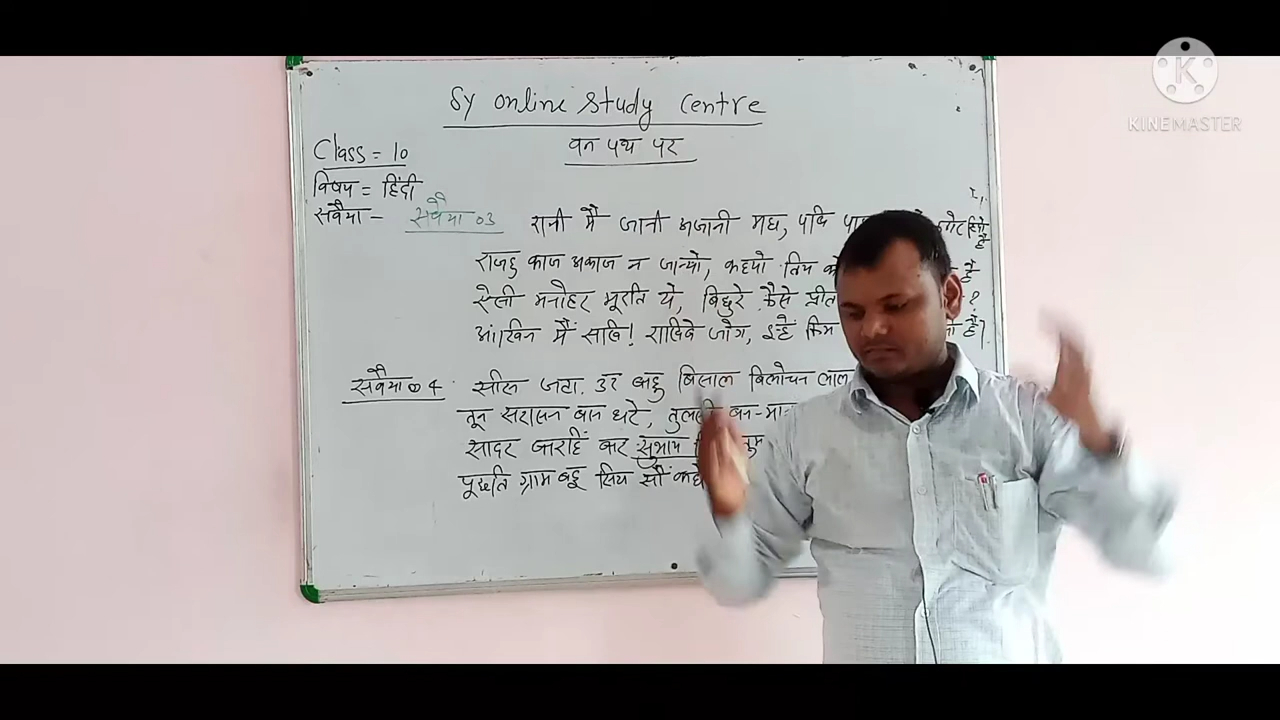 Sy online Study Centre
वन पथ पर
Class = 10
विषय = हिंदी
सवैया - सवैया 03
रानी मैं जानी अजानी महा, पवि
राजहु काज अकाज न जान्यो, कहयो तिय
ऐसी मनोहर मूरति ये, बिछुरे कैसे प्रीत ?
आंखिन में सखि! राखिबे जोग, इन्हें किम है?
सवैया 04
सीस जटा. उर बाहु बिसाल बिलोचन लाल
तून सरासन बान धरे, तुलसी बन-मा
सादर बारहिं बार सुभाय तुम
पूछति ग्राम बधू सिय सौं कहो
KINEMASTER